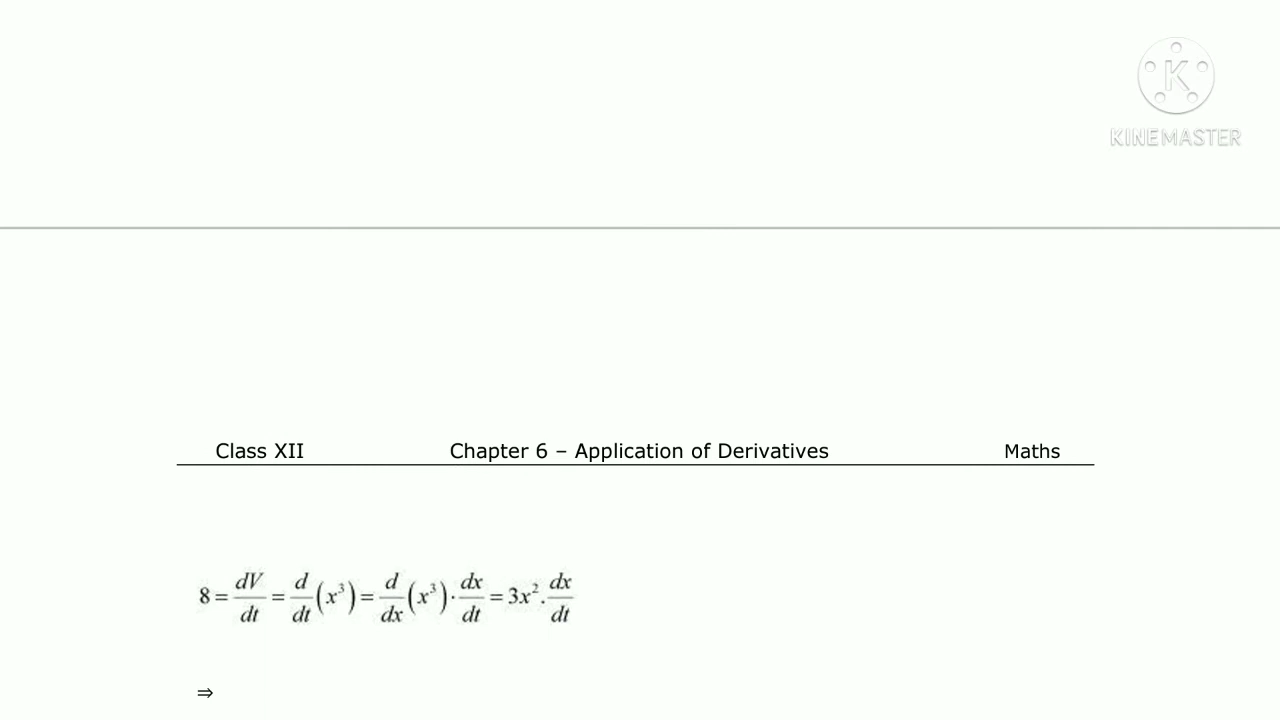 K
KINEMASTER
Class XII Chapter 6 – Application of Derivatives Maths
8 = dV/dt = d/dt (x³) = d/dx (x³) · dx/dt = 3x² . dx/dt
⇒